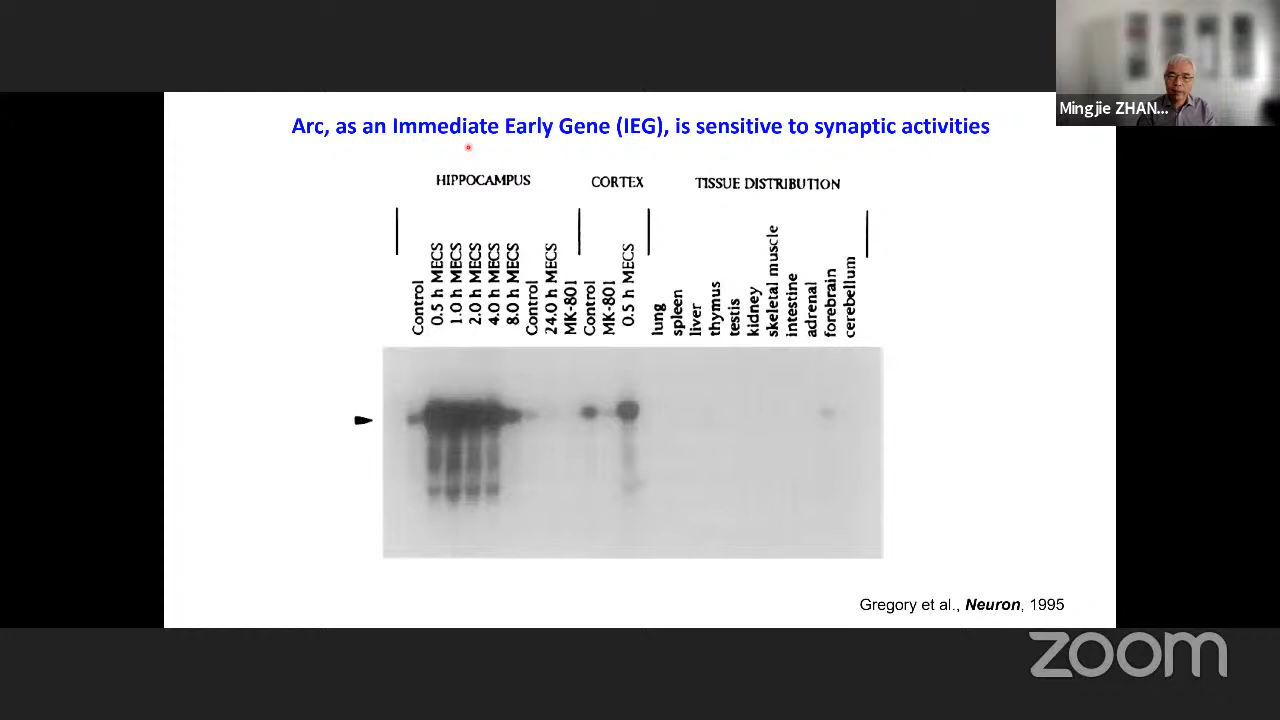 Mingjie ZHAN...
Arc, as an Immediate Early Gene (IEG), is sensitive to synaptic activities
HIPPOCAMPUS
CORTEX
TISSUE DISTRIBUTION
Control
0.5 h MECS
1.0 h MECS
2.0 h MECS
4.0 h MECS
8.0 h MECS
Control
24.0 h MECS
MK-801
Control
MK-801
0.5 h MECS
lung
spleen
liver
thymus
testis
kidney
skeletal muscle
intestine
adrenal
forebrain
cerebellum
Gregory et al., Neuron, 1995
zoom